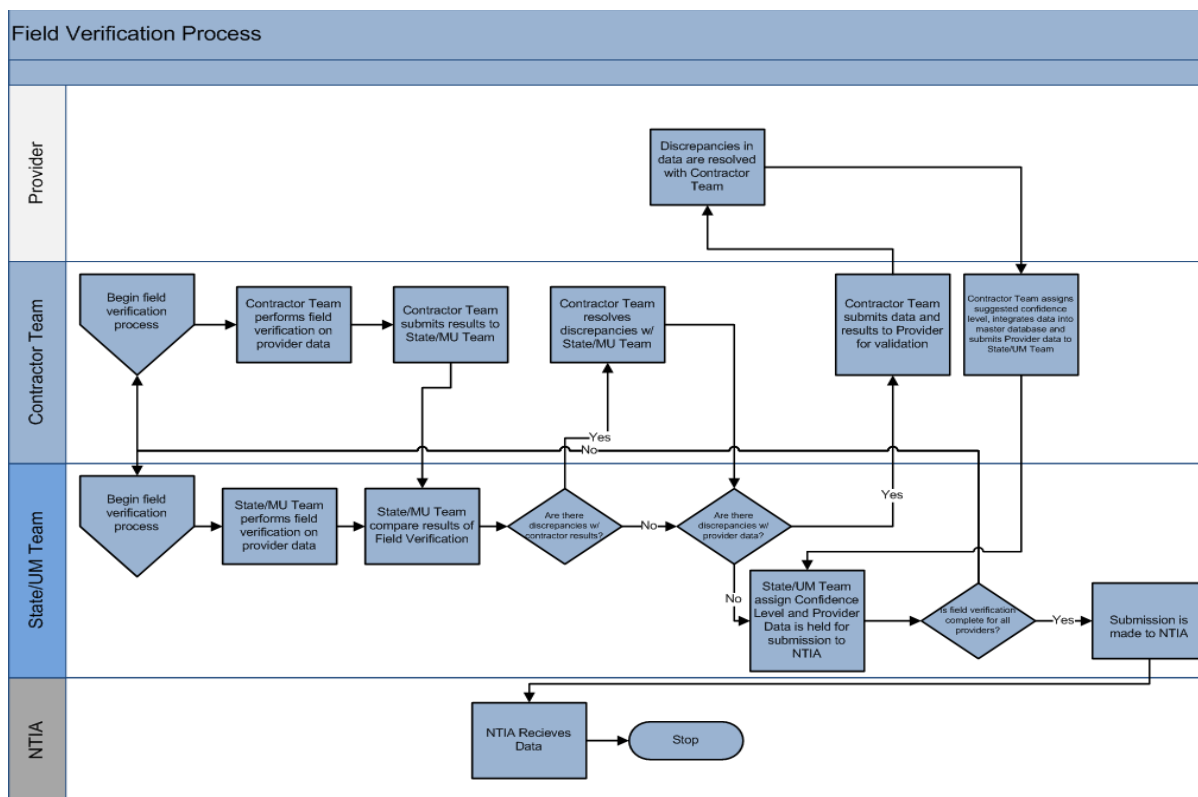 Field Verification Process
Provider
Discrepancies in
data are resolved
with Contractor
Team
Contractor Team
Begin field
verification
process
Contractor Team
performs field
verification on
provider data
Contractor Team
submits results to
State/MU Team
Contractor Team
resolves
discrepancies w/
State/MU Team
Contractor Team
submits data and
results to Provider
for validation
Contractor Team assigns
suggested confidence
level, integrates data into
master database and
submits Provider data to
State/UM Team
Yes
No
State/UM Team
Begin field
verification
process
State/MU Team
performs field
verification on
provider data
State/MU Team
compare results of
Field Verification
Are there
discrepancies w/
contractor results?
No
Are there
discrepancies w/
provider data?
Yes
No
State/UM Team
assign Confidence
Level and Provider
Data is held for
submission to
NTIA
Is field verification
complete for all
providers?
Yes
Submission is
made to NTIA
NTIA
NTIA Recieves
Data
Stop